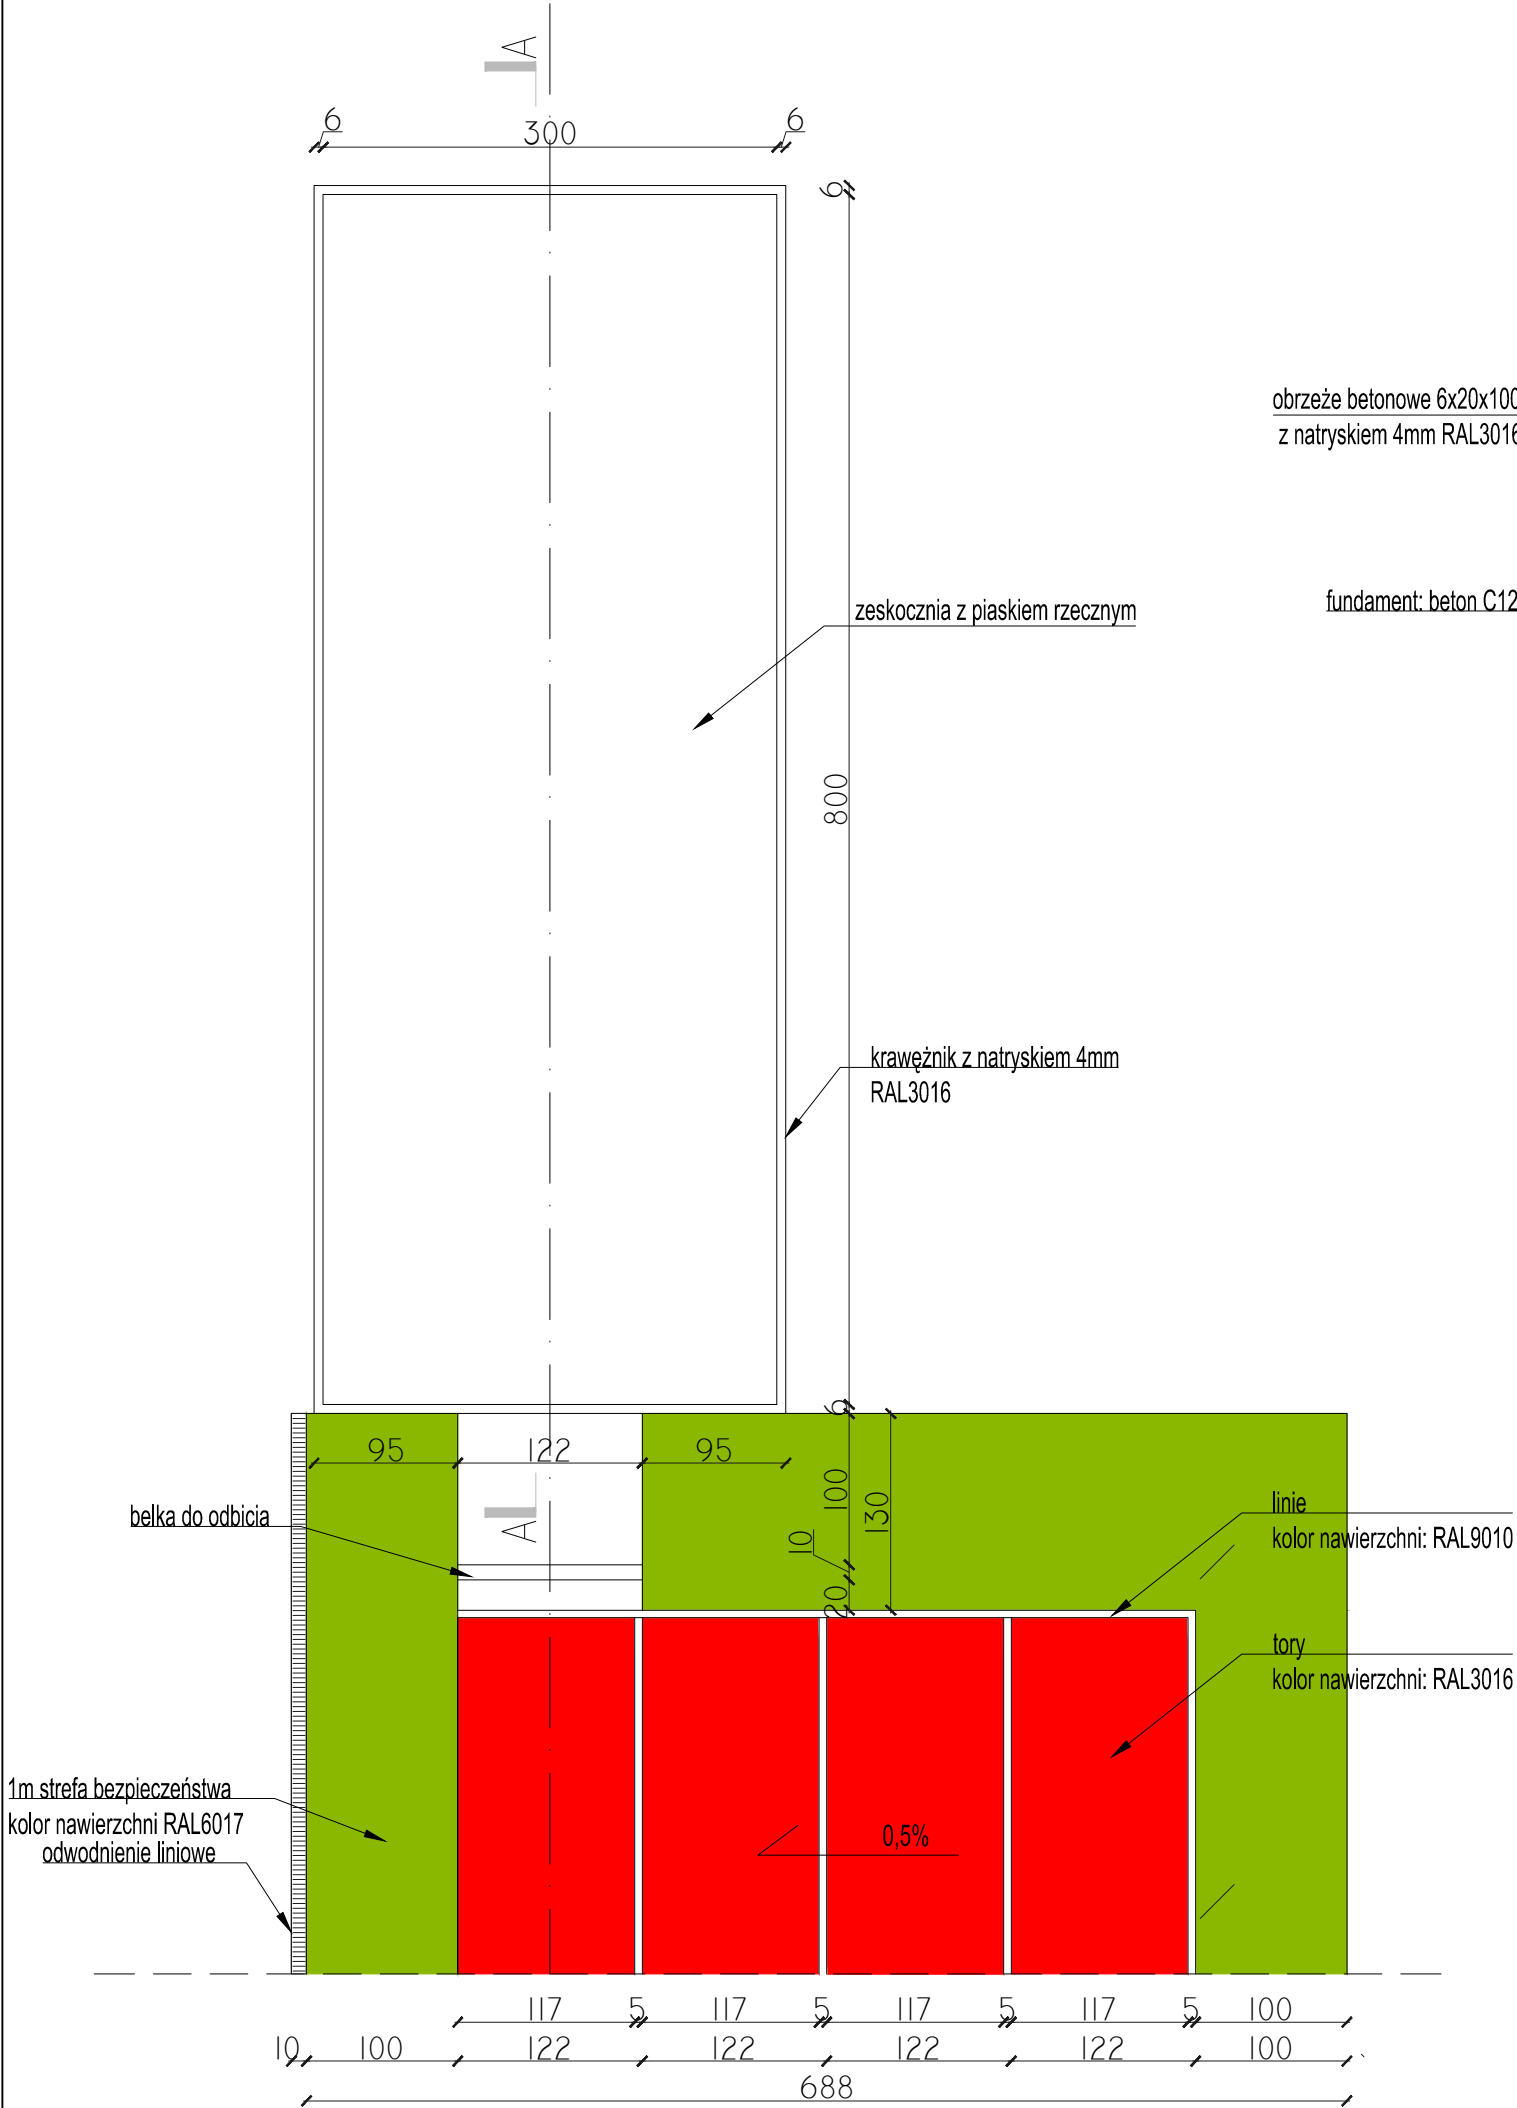 A
6
300
6
6
obrzeże betonowe 6x20x100
z natryskiem 4mm RAL3016
fundament: beton C12
zeskocznia z piaskiem rzecznym
800
krawężnik z natryskiem 4mm
RAL3016
6
95
122
95
100
130
belka do odbicia
A
10
20
linie
kolor nawierzchni: RAL9010
tory
kolor nawierzchni: RAL3016
1m strefa bezpieczeństwa
kolor nawierzchni RAL6017
odwodnienie liniowe
0,5%
117 5 117 5 117 5 117 5 100
10 100 122 122 122 122 100
688